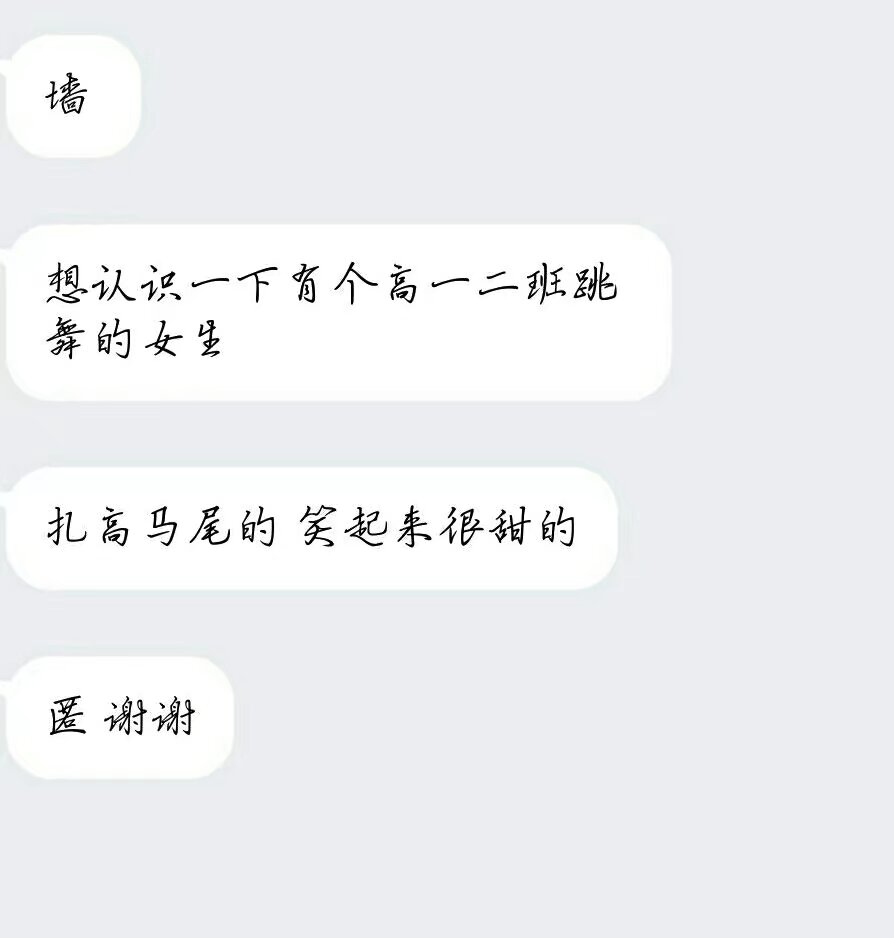 墙
想认识一下有个高一二班跳
舞的女生
扎高马尾的 笑起来很甜的
匿 谢谢